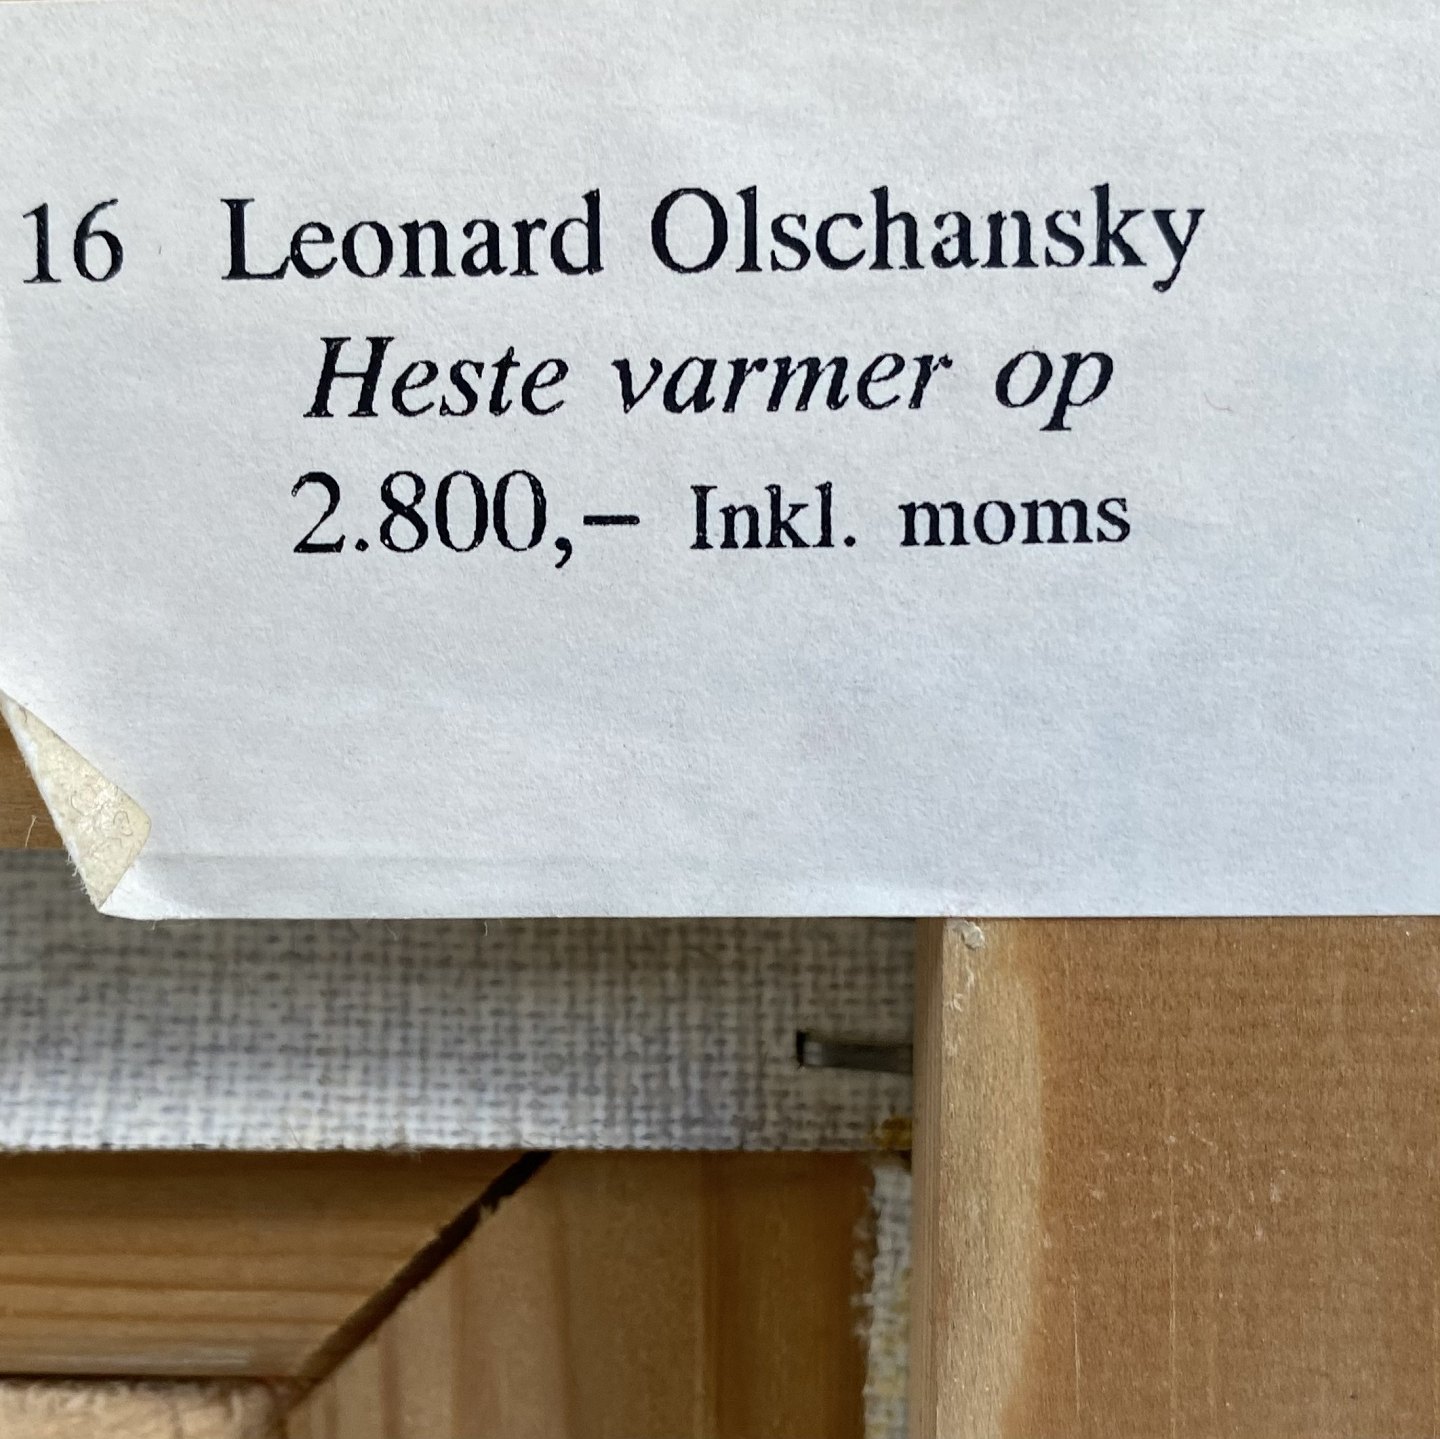 16 Leonard Olschansky
Heste varmer op
2.800,– Inkl. moms